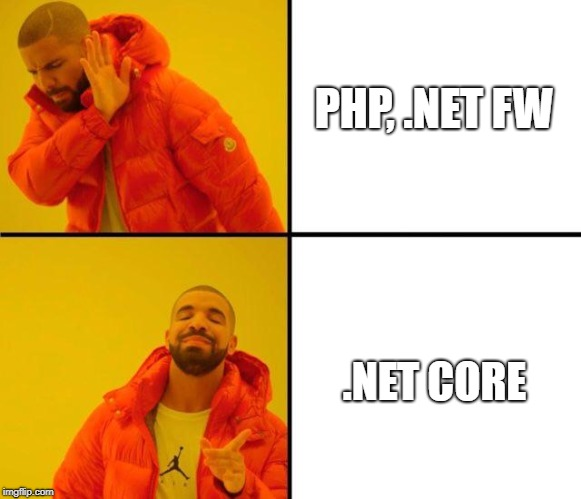 PHP, .NET FW
.NET CORE
imgflip.com